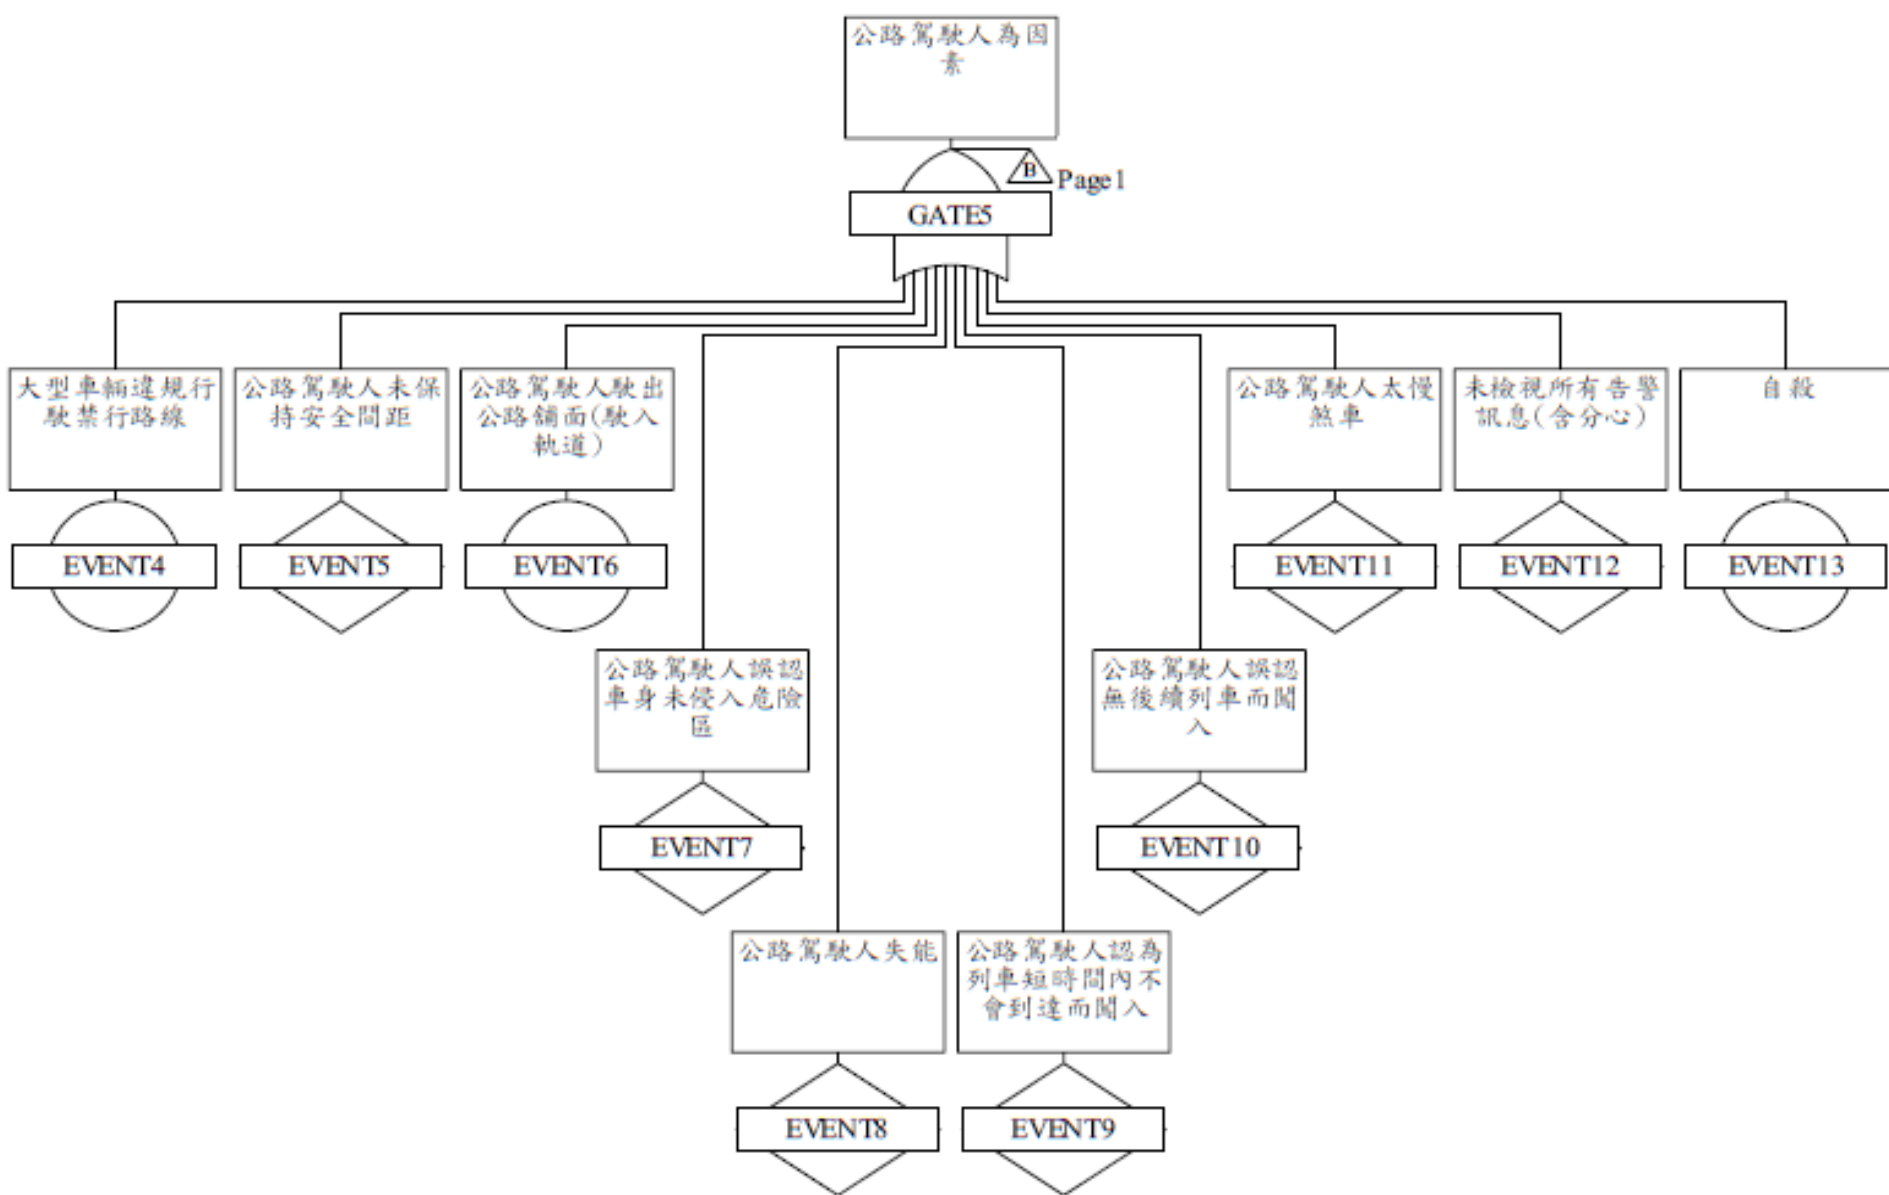 公路駕駛人為因
素
B
Page1
GATE5
大型車輛違規行
駛禁行路線
EVENT4
公路駕駛人未保
持安全間距
EVENT5
公路駕駛人駛出
公路舖面(駛入
軌道)
EVENT6
公路駕駛人誤認
車身未侵入危險
區
EVENT7
公路駕駛人失能
EVENT8
公路駕駛人認為
列車短時間內不
會到達而闖入
EVENT9
公路駕駛人誤認
無後續列車而闖
入
EVENT10
公路駕駛人太慢
煞車
EVENT11
未檢視所有告警
訊息(含分心)
EVENT12
自殺
EVENT13